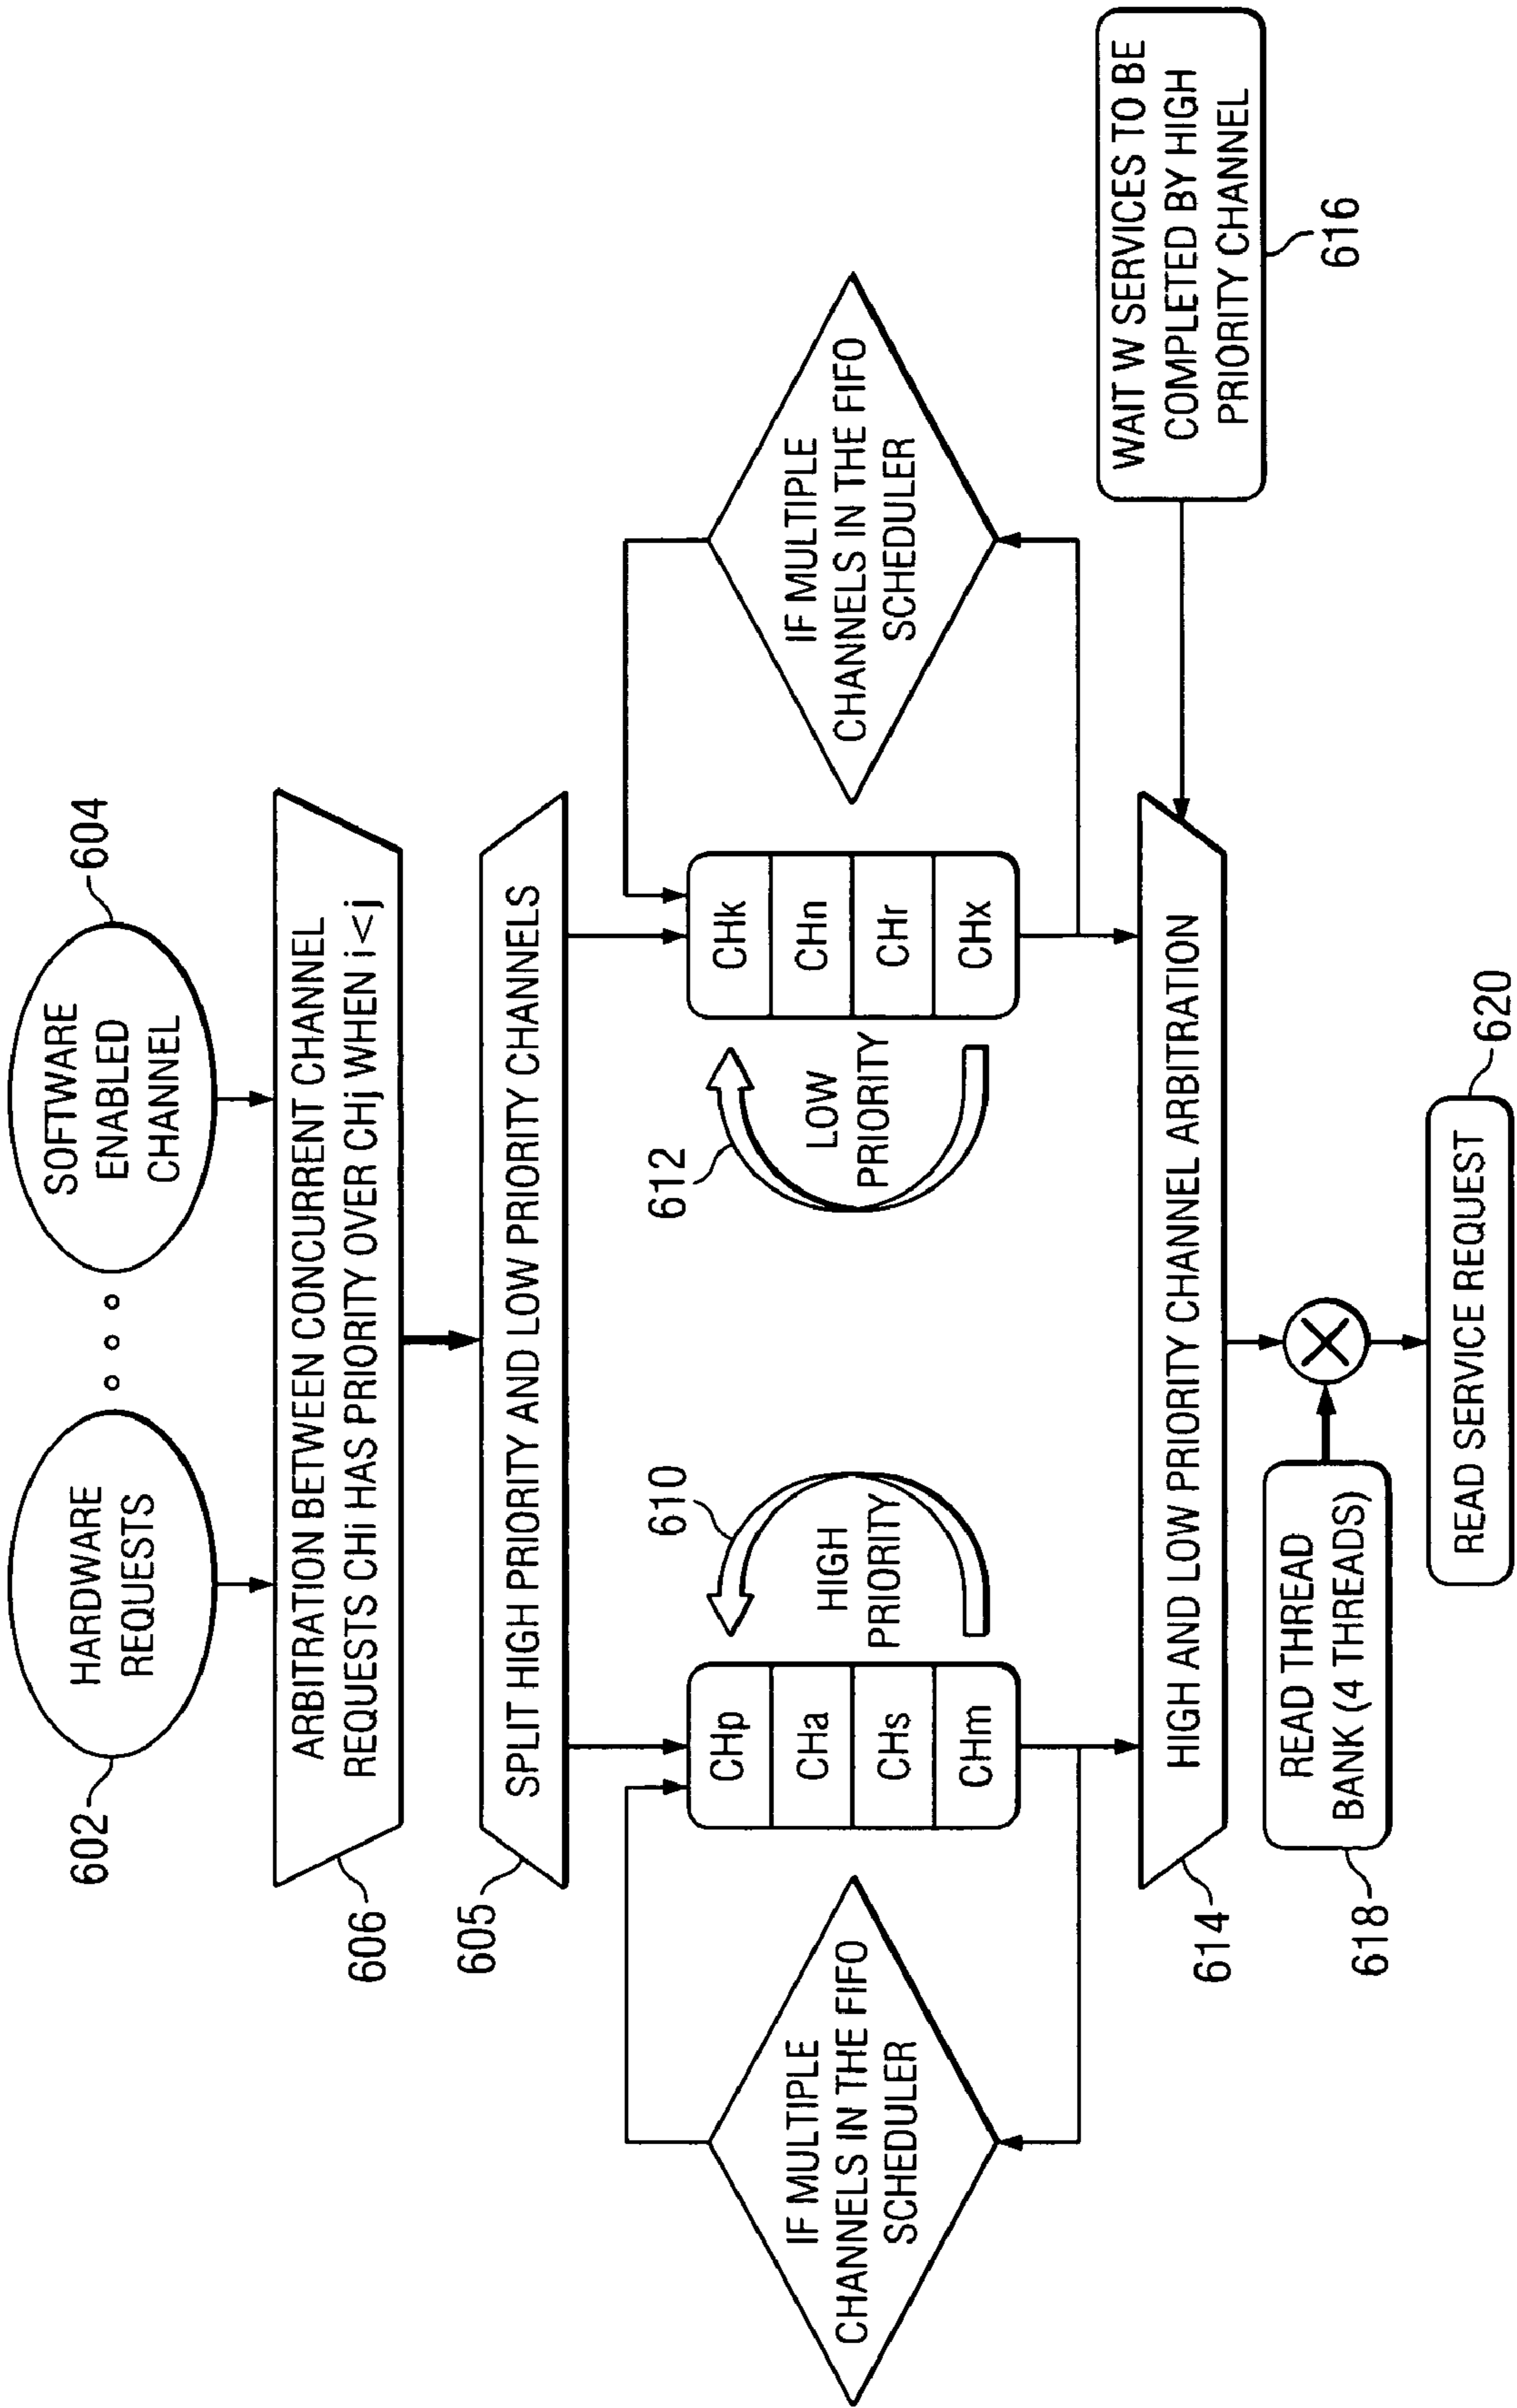 602
HARDWARE
REQUESTS
SOFTWARE
ENABLED
CHANNEL
604
606
ARBITRATION BETWEEN CONCURRENT CHANNEL
REQUESTS CHi HAS PRIORITY OVER CHj WHEN i<j
605
SPLIT HIGH PRIORITY AND LOW PRIORITY CHANNELS
IF MULTIPLE
CHANNELS IN THE FIFO
SCHEDULER
CHp
CHa
CHs
CHm
610
HIGH
PRIORITY
612
LOW
PRIORITY
CHk
CHn
CHr
CHx
IF MULTIPLE
CHANNELS IN THE FIFO
SCHEDULER
614
HIGH AND LOW PRIORITY CHANNEL ARBITRATION
WAIT W SERVICES TO BE
COMPLETED BY HIGH
PRIORITY CHANNEL
616
618
READ THREAD
BANK (4 THREADS)
READ SERVICE REQUEST
620